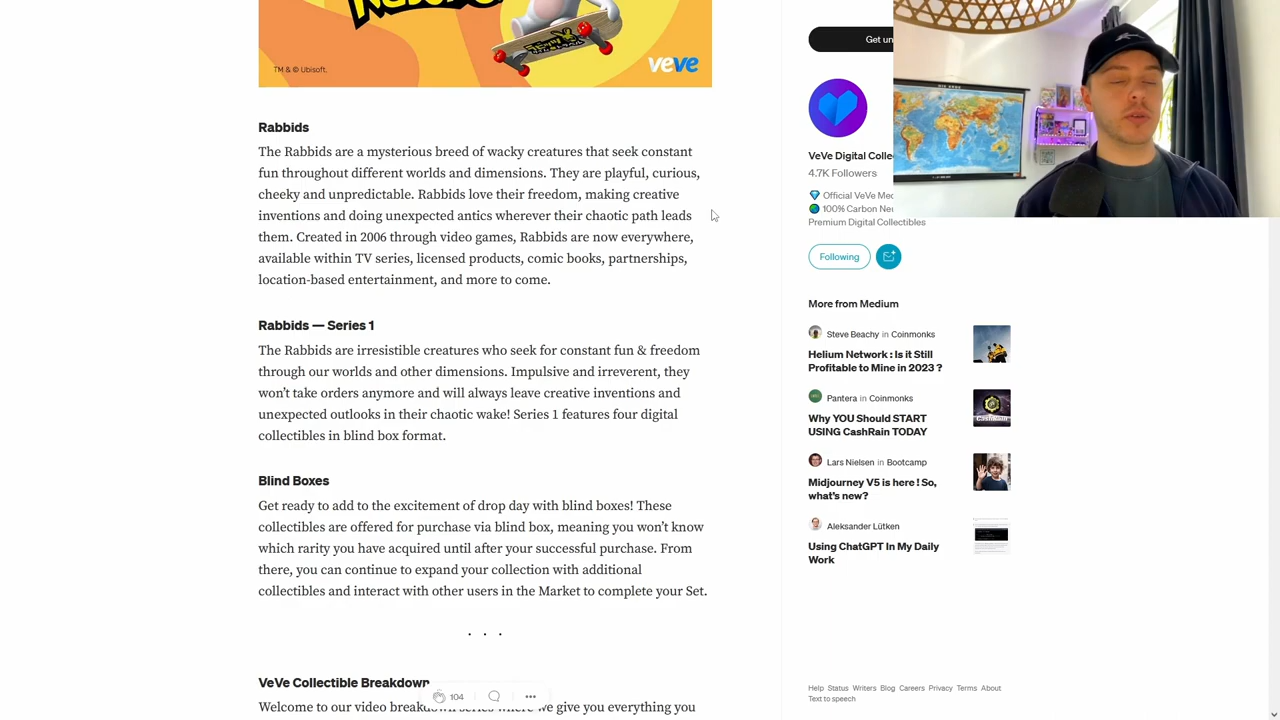 TM & © Ubisoft.
veve
Rabbids
The Rabbids are a mysterious breed of wacky creatures that seek constant
fun throughout different worlds and dimensions. They are playful, curious,
cheeky and unpredictable. Rabbids love their freedom, making creative
inventions and doing unexpected antics wherever their chaotic path leads
them. Created in 2006 through video games, Rabbids are now everywhere,
available within TV series, licensed products, comic books, partnerships,
location-based entertainment, and more to come.
Rabbids — Series 1
The Rabbids are irresistible creatures who seek for constant fun & freedom
through our worlds and other dimensions. Impulsive and irreverent, they
won’t take orders anymore and will always leave creative inventions and
unexpected outlooks in their chaotic wake! Series 1 features four digital
collectibles in blind box format.
Blind Boxes
Get ready to add to the excitement of drop day with blind boxes! These
collectibles are offered for purchase via blind box, meaning you won’t know
which rarity you have acquired until after your successful purchase. From
there, you can continue to expand your collection with additional
collectibles and interact with other users in the Market to complete your Set.
. . .
VeVe Collectible Breakdown
104
Welcome to our video breakdown series where we give you everything you
Get un
VeVe Digital Colle
4.7K Followers
Official VeVe Med
100% Carbon Neu
Premium Digital Collectibles
Following
More from Medium
Steve Beachy in Coinmonks
Helium Network : Is it Still
Profitable to Mine in 2023 ?
Pantera in Coinmonks
Why YOU Should START
USING CashRain TODAY
Lars Nielsen in Bootcamp
Midjourney V5 is here ! So,
what’s new?
Aleksander Lütken
Using ChatGPT In My Daily
Work
Help Status Writers Blog Careers Privacy Terms About
Text to speech